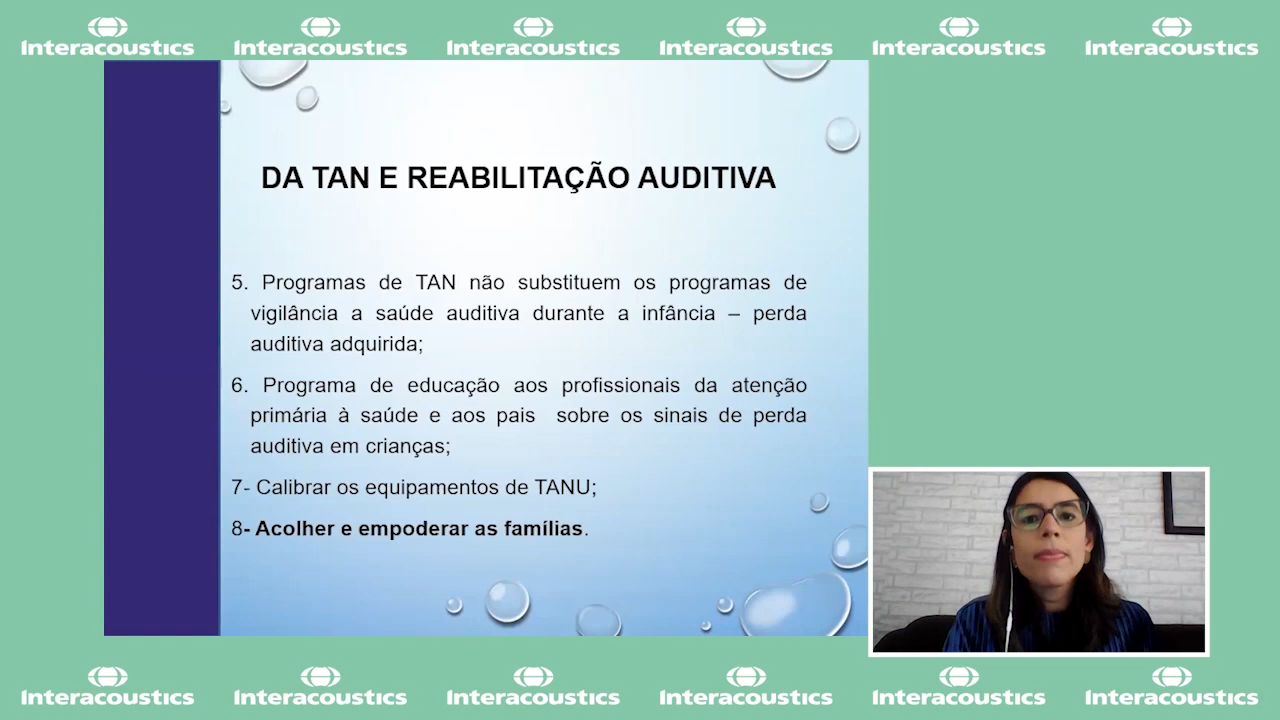 Interacoustics Interacoustics Interacoustics Interacoustics Interacoustics Interacoustics
DA TAN E REABILITAÇÃO AUDITIVA
5. Programas de TAN não substituem os programas de
vigilância a saúde auditiva durante a infância – perda
auditiva adquirida;
6. Programa de educação aos profissionais da atenção
primária à saúde e aos pais sobre os sinais de perda
auditiva em crianças;
7- Calibrar os equipamentos de TANU;
8- Acolher e empoderar as famílias.
Interacoustics Interacoustics Interacoustics Interacoustics Interacoustics Interacoustics